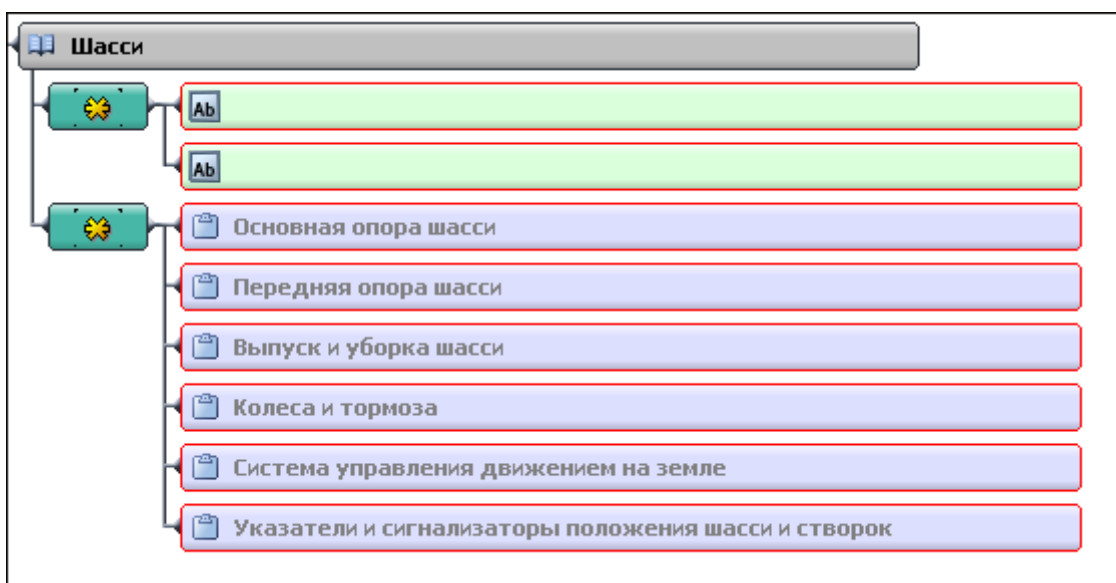 Шасси
Ab
Ab
Основная опора шасси
Передняя опора шасси
Выпуск и уборка шасси
Колеса и тормоза
Система управления движением на земле
Указатели и сигнализаторы положения шасси и створок